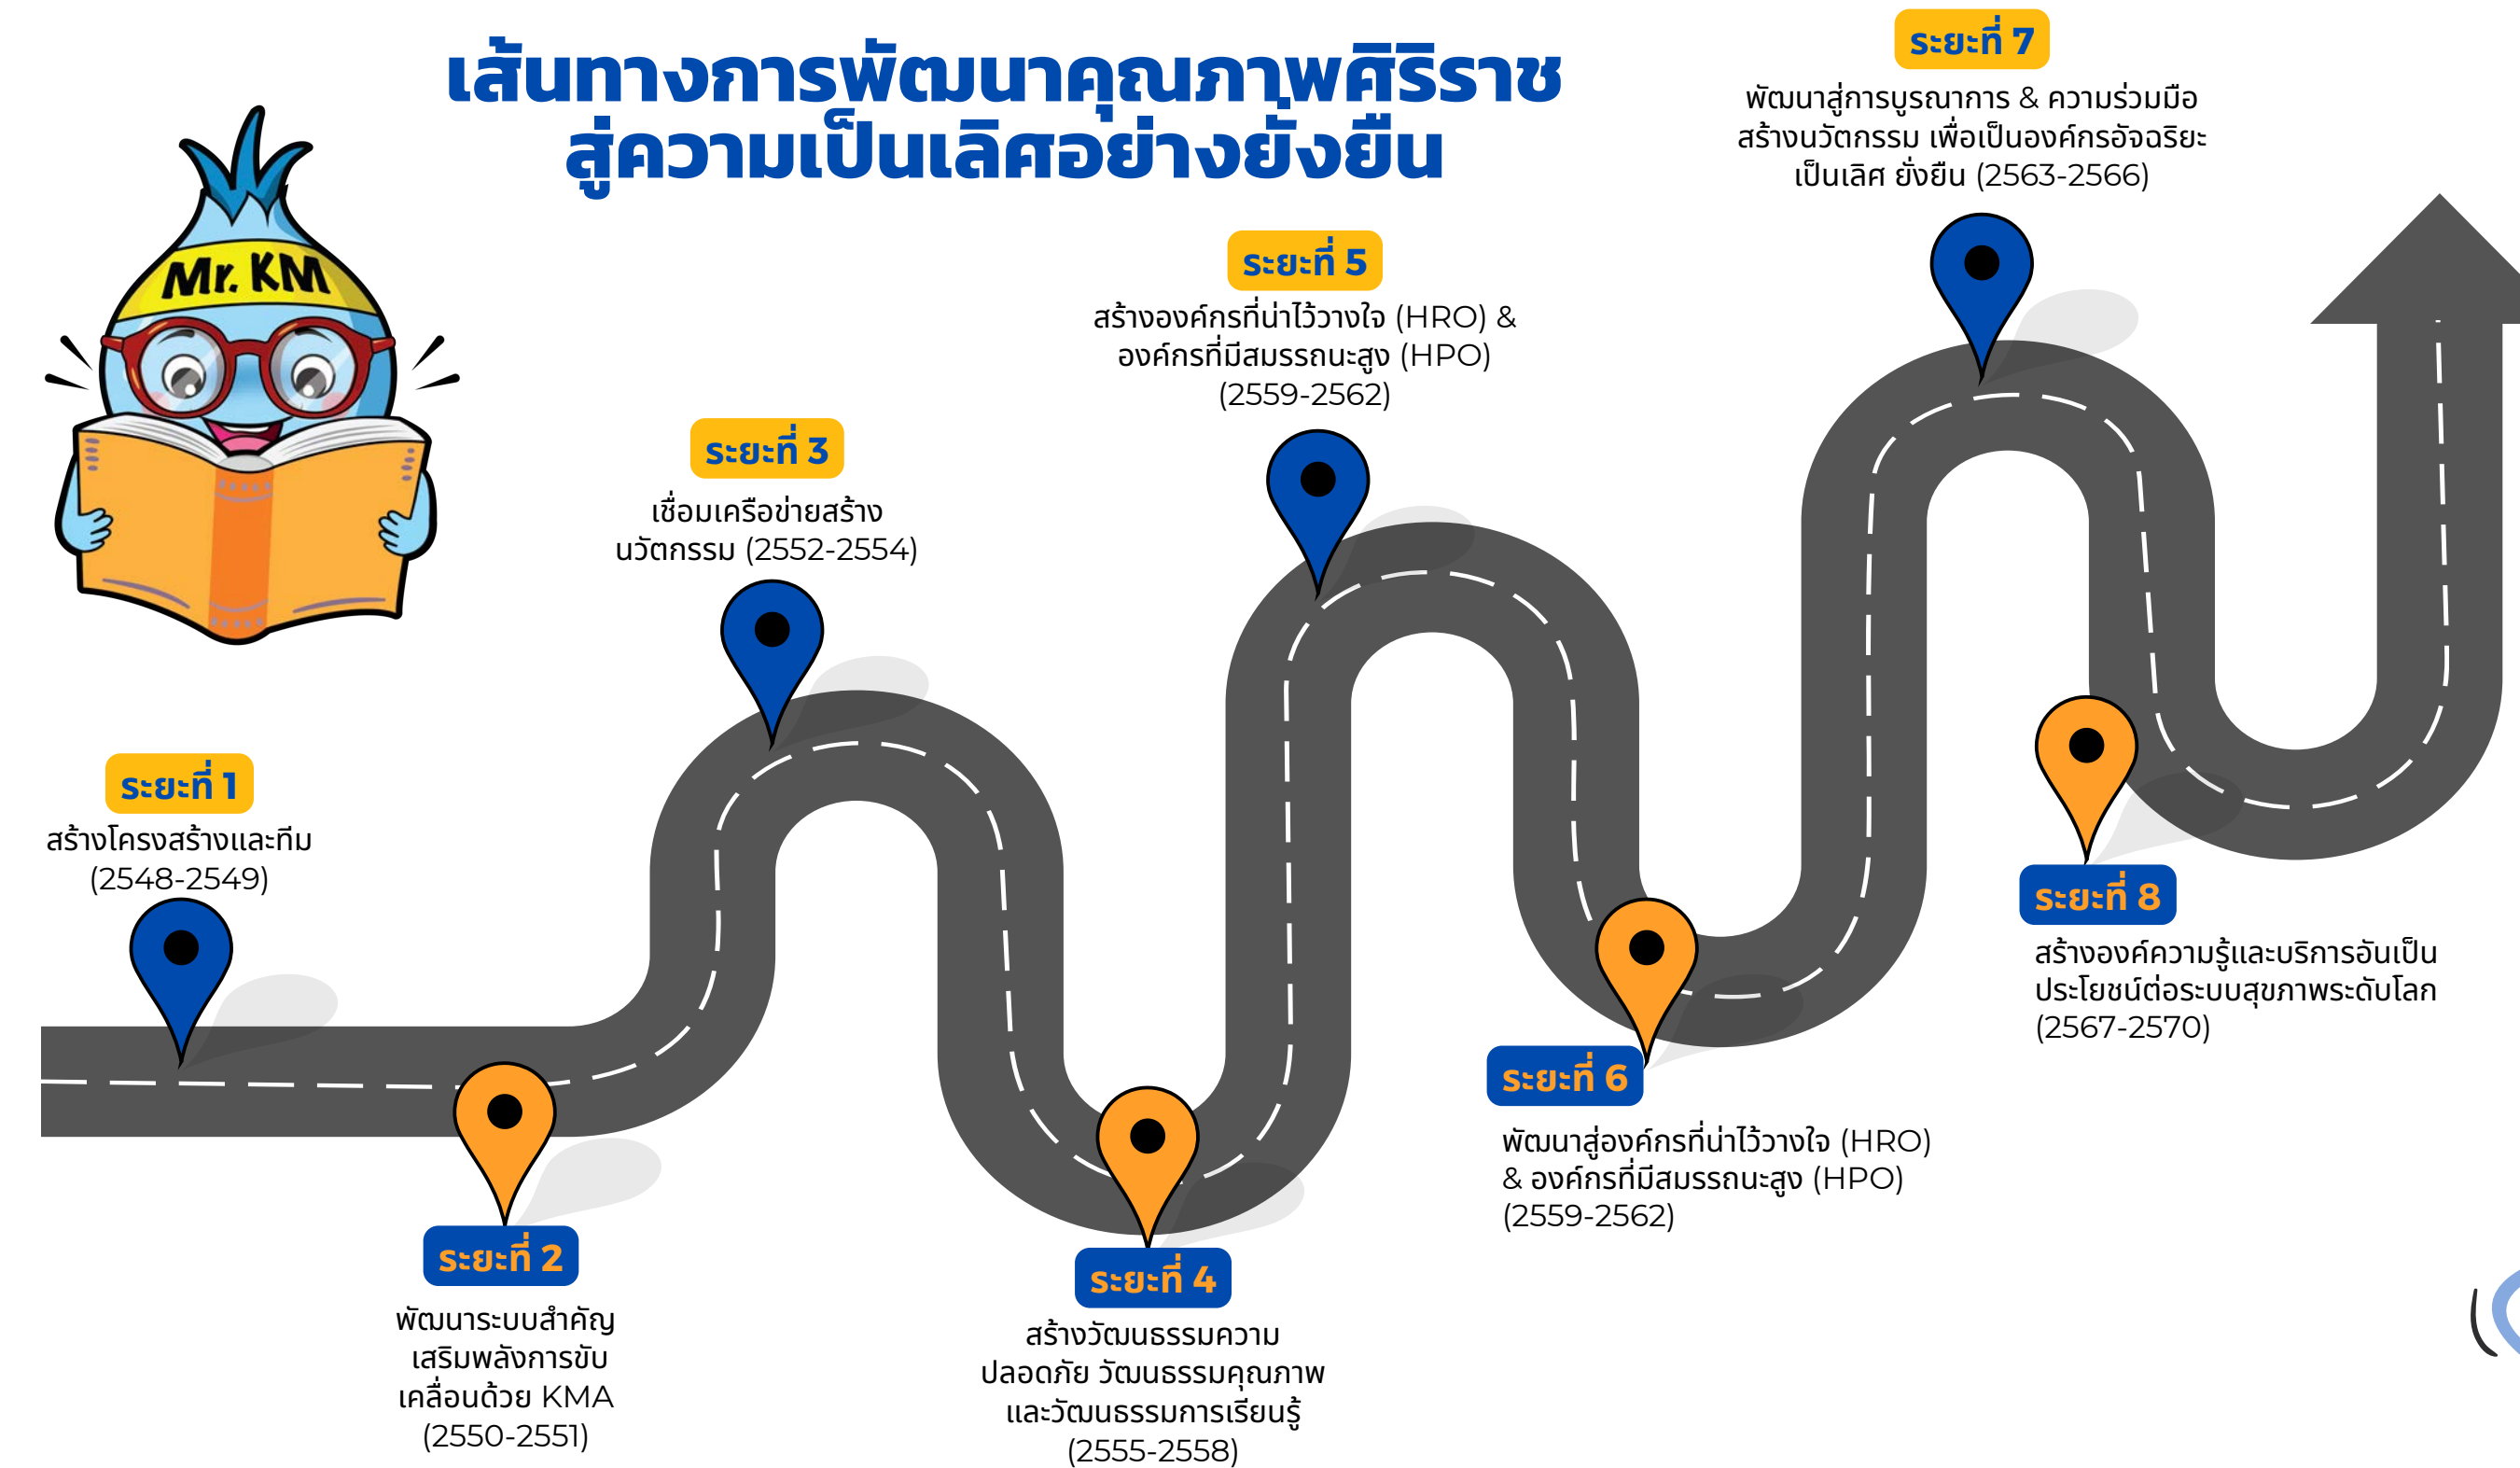 เส้นทางการพัฒนาคุณภาพศิริราช
สู่ความเป็นเลิศอย่างยั่งยืน
Mr. KM
ระยะที่ 1
สร้างโครงสร้างและทีม
(2548-2549)
ระยะที่ 2
พัฒนาระบบสำคัญ
เสริมพลังการขับ
เคลื่อนด้วย KMA
(2550-2551)
ระยะที่ 3
เชื่อมเครือข่ายสร้าง
นวัตกรรม (2552-2554)
ระยะที่ 4
สร้างวัฒนธรรมความ
ปลอดภัย วัฒนธรรมคุณภาพ
และวัฒนธรรมการเรียนรู้
(2555-2558)
ระยะที่ 5
สร้างองค์กรที่น่าไว้วางใจ (HRO) &
องค์กรที่มีสมรรถนะสูง (HPO)
(2559-2562)
ระยะที่ 6
พัฒนาสู่องค์กรที่น่าไว้วางใจ (HRO)
& องค์กรที่มีสมรรถนะสูง (HPO)
(2559-2562)
ระยะที่ 7
พัฒนาสู่การบูรณาการ & ความร่วมมือ
สร้างนวัตกรรม เพื่อเป็นองค์กรอัจฉริยะ
เป็นเลิศ ยั่งยืน (2563-2566)
ระยะที่ 8
สร้างองค์ความรู้และบริการอันเป็น
ประโยชน์ต่อระบบสุขภาพระดับโลก
(2567-2570)